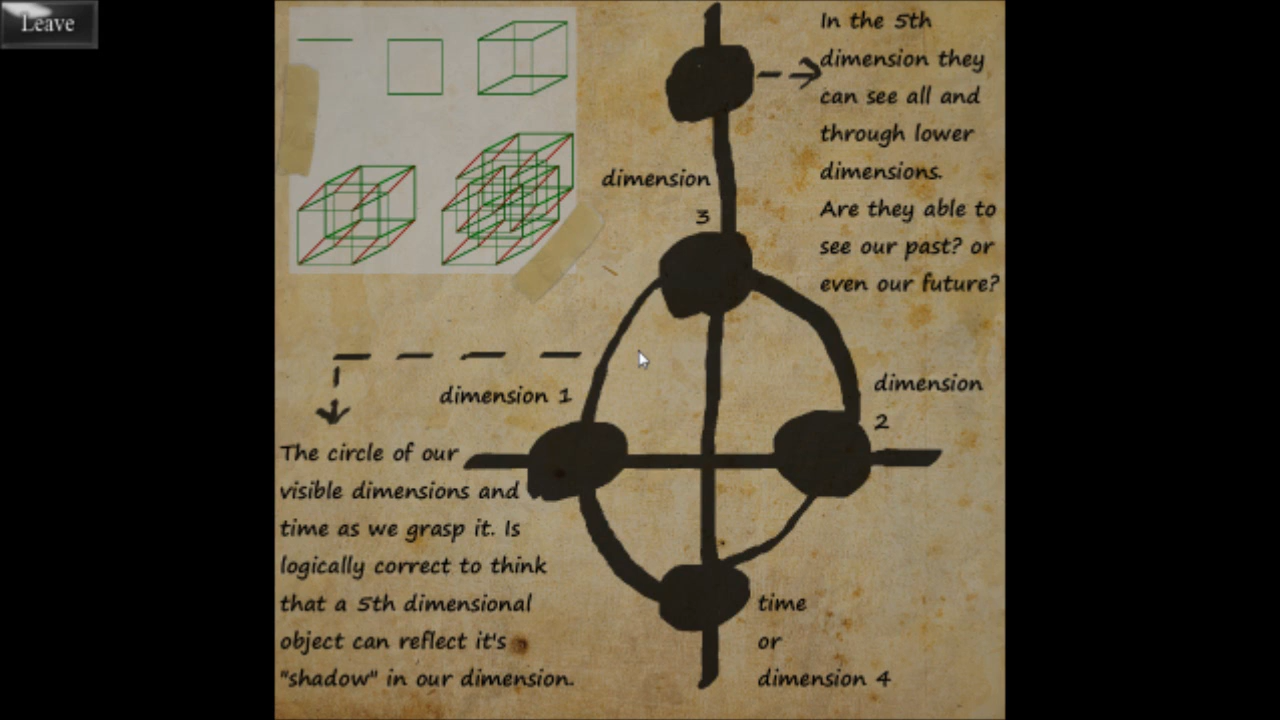 Leave
In the 5th
dimension they
can see all and
through lower
dimensions.
Are they able to
see our past? or
even our future?
dimension
3
dimension 1
dimension
2
The circle of our
visible dimensions and
time as we grasp it. Is
logically correct to think
that a 5th dimensional
object can reflect it's
"shadow" in our dimension.
time
or
dimension 4